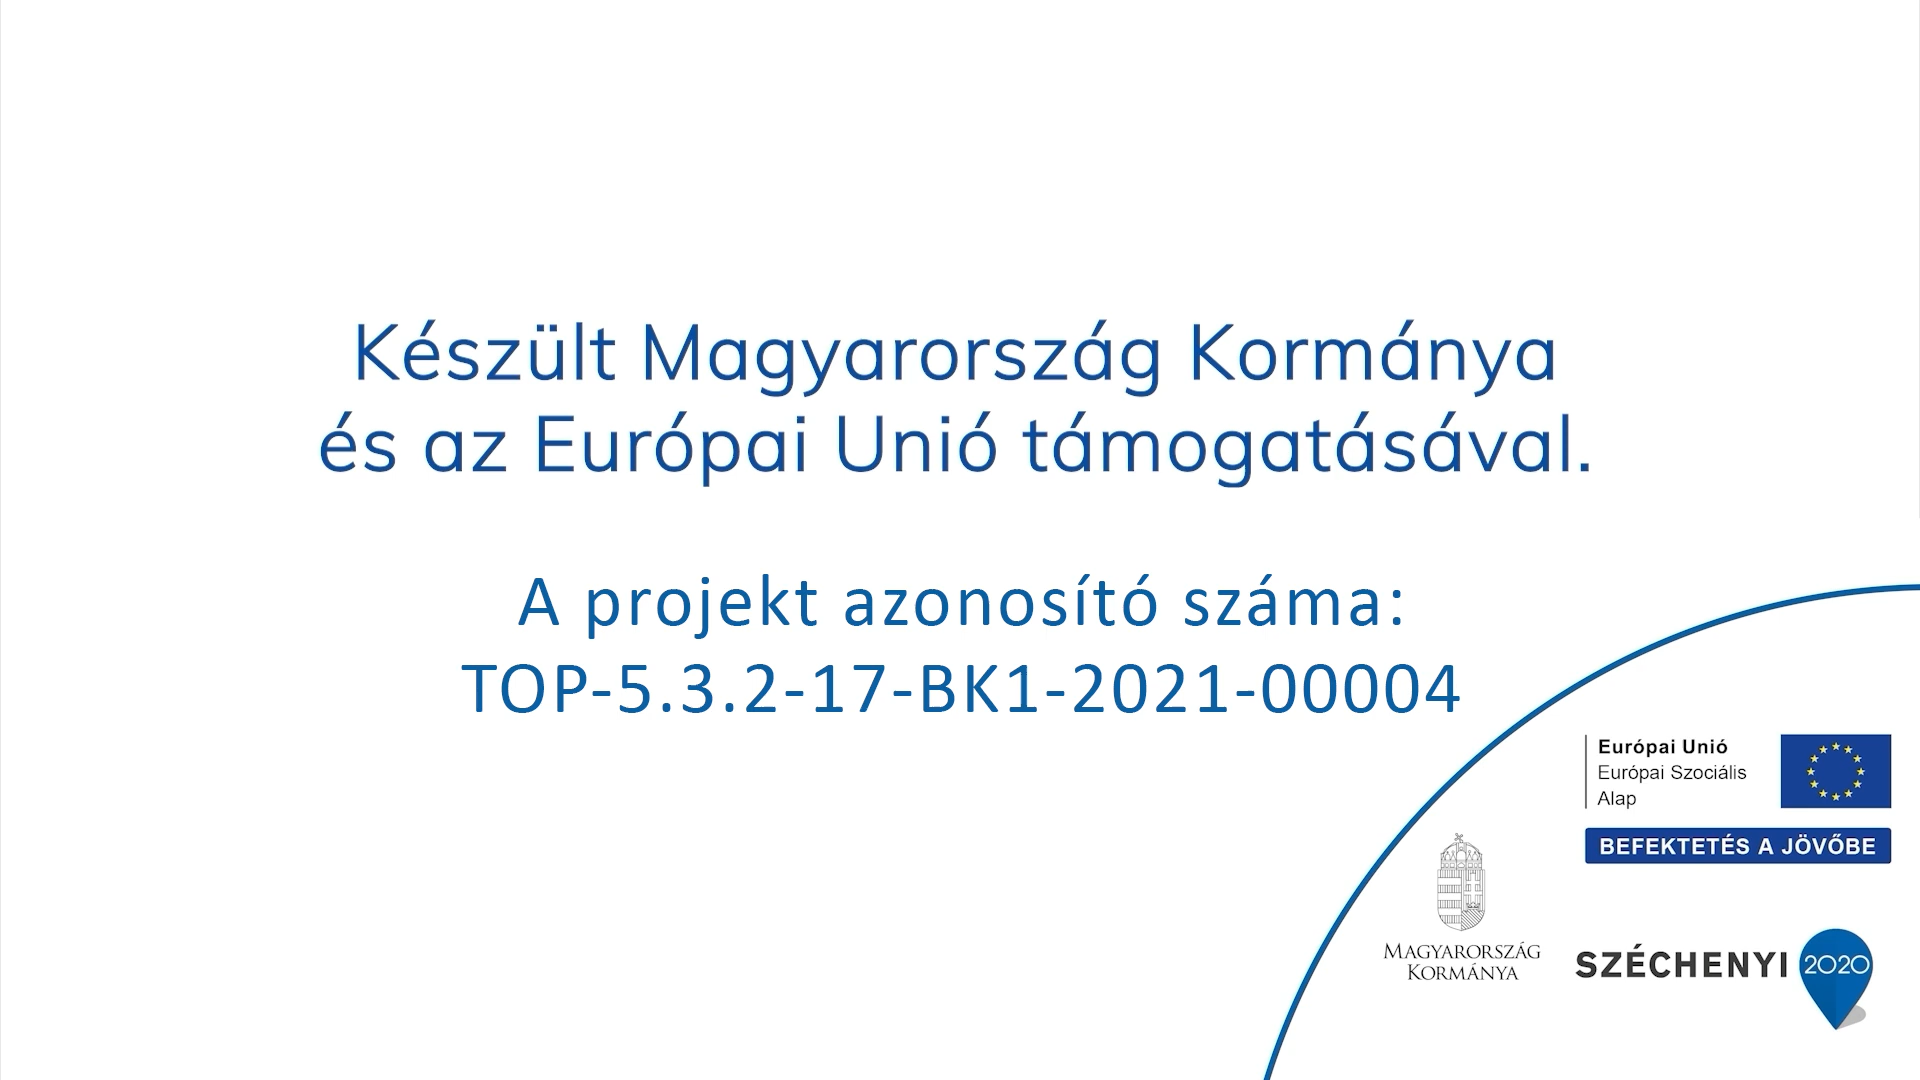 Készült Magyarország Kormánya
és az Európai Unió támogatásával.
A projekt azonosító száma:
TOP-5.3.2-17-BK1-2021-00004
Európai Unió
Európai Szociális
Alap
BEFEKTETÉS A JÖVŐBE
MAGYARORSZÁG
KORMÁNYA
SZÉCHENYI 2020